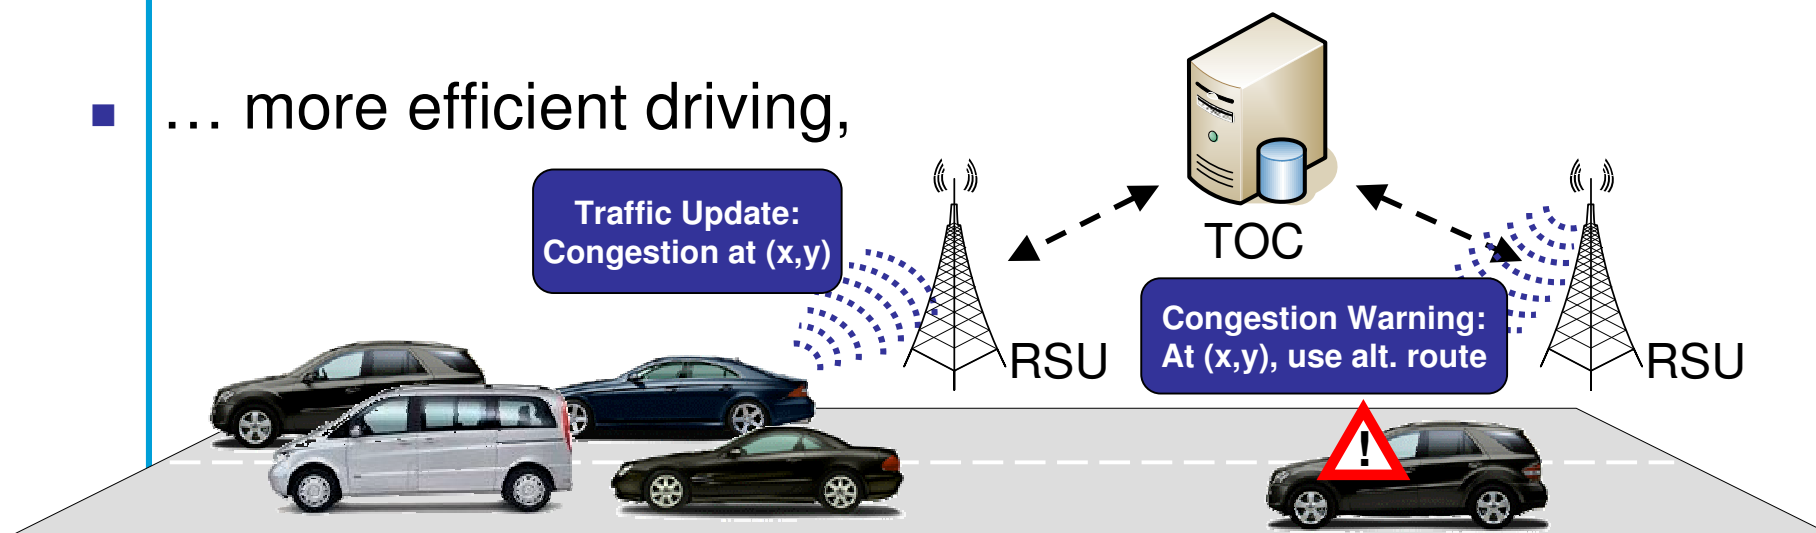 … more efficient driving,
Traffic Update:
Congestion at (x,y)
TOC
RSU
Congestion Warning:
At (x,y), use alt. route
RSU
!